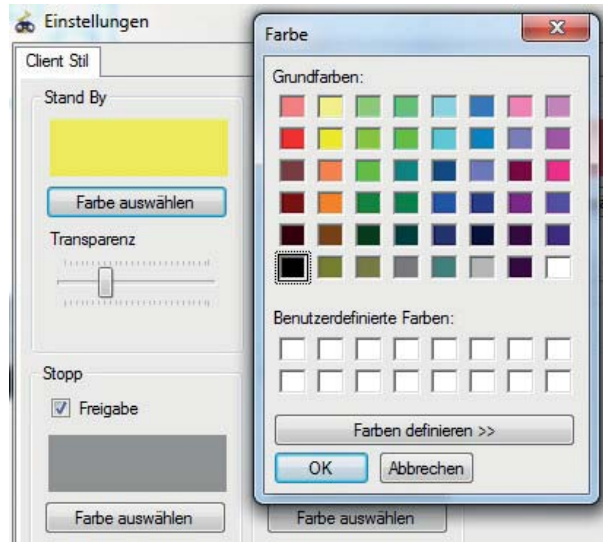 Einstellungen
Client Stil
Stand By
Farbe auswählen
Transparenz
Stopp
Freigabe
Farbe auswählen
Farbe
Grundfarben:
Benutzerdefinierte Farben:
Farben definieren >>
OK
Abbrechen
Farbe auswählen